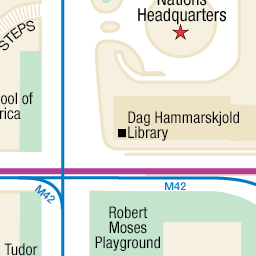 Nations
Headquarters
STEPS
ool of
rica
Dag Hammarskjold
Library
M42
M42
Robert
Moses
Playground
Tudor